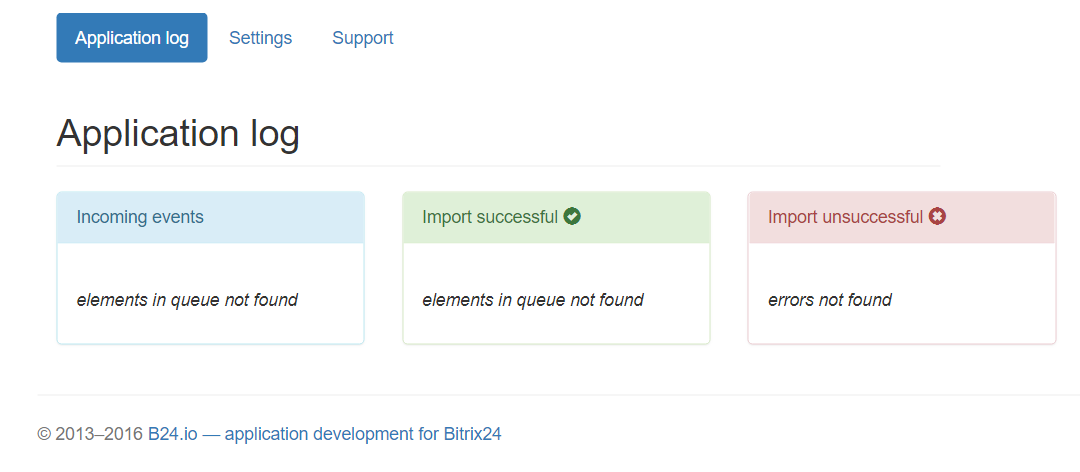 Application log Settings Support
Application log
Incoming events
elements in queue not found
Import successful
elements in queue not found
Import unsuccessful
errors not found
© 2013–2016 B24.io — application development for Bitrix24